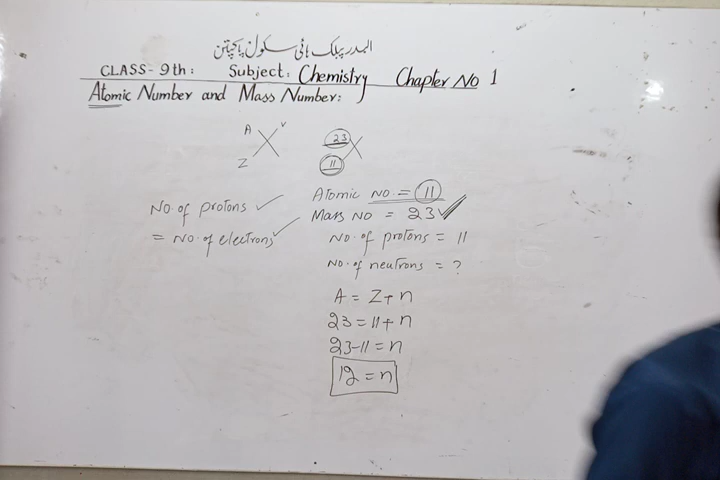 البدر پبلک ہائی سکول پاکپتن
CLASS- 9th: Subject: Chemistry Chapter No 1
Atomic Number and Mass Number:
A X v
Z
23 X
11
No. of protons ✓
= No. of electrons ✓
Atomic no = 11
Mass no = 23 ✓
No. of protons = 11
No. of neutrons = ?
A = Z+n
23 = 11+n
23-11 = n
12 = n